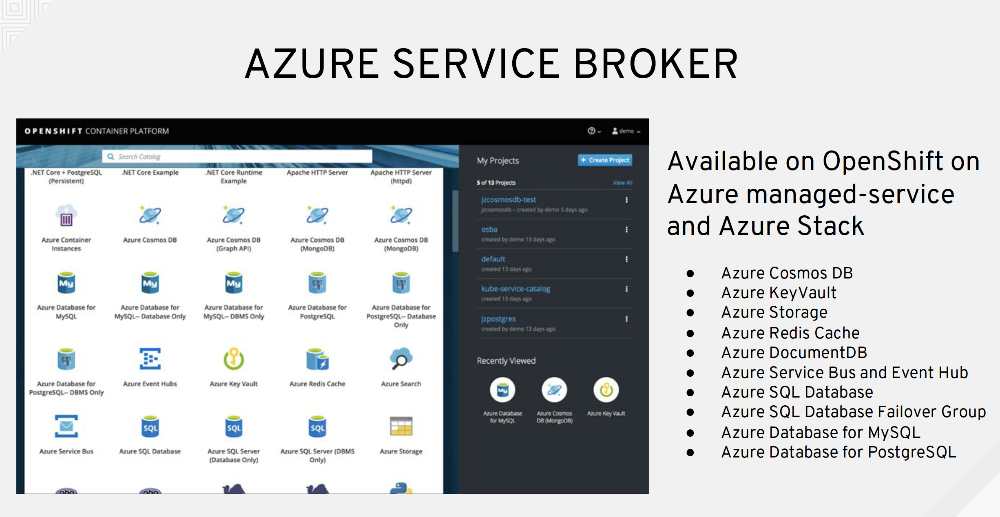 AZURE SERVICE BROKER
OPENSHIFT CONTAINER PLATFORM
demo
Search Catalog
.NET Core + PostgreSQL
(Persistent)
.NET Core Example
.NET Core Runtime
Example
Apache HTTP Server
Apache HTTP Server
(httpd)
Azure Container
Instances
Azure Cosmos DB
Azure Cosmos DB
(Graph API)
Azure Cosmos DB
(MongoDB)
Azure Cosmos DB
(MongoDB)
My
My
My
Azure Database for
MySQL
Azure Database for
MySQL-- Database Only
Azure Database for
MySQL-- DBMS Only
Azure Database for
PostgreSQL
Azure Database for
PostgreSQL-- Database
Only
Azure Database for
PostgreSQL-- DBMS Only
Azure Event Hubs
Azure Key Vault
Azure Redis Cache
Azure Search
SQL
SQL
SQL
Azure Service Bus
Azure SQL Database
Azure SQL Server
(Database Only)
Azure SQL Server (DBMS
Only)
Azure Storage
php
php
My Projects
+ Create Project
5 of 13 Projects
View All
jzcosmosdb-test
jzcosmosdb – created by demo 5 days ago
osba
created by demo 13 days ago
default
created 13 days ago
kube-service-catalog
created 13 days ago
jzpostgres
created by demo 13 days ago
Recently Viewed
My
Azure Database
for MySQL
Azure Cosmos
DB (MongoDB)
Azure Key Vault
Available on OpenShift on
Azure managed-service
and Azure Stack
● Azure Cosmos DB
● Azure KeyVault
● Azure Storage
● Azure Redis Cache
● Azure DocumentDB
● Azure Service Bus and Event Hub
● Azure SQL Database
● Azure SQL Database Failover Group
● Azure Database for MySQL
● Azure Database for PostgreSQL